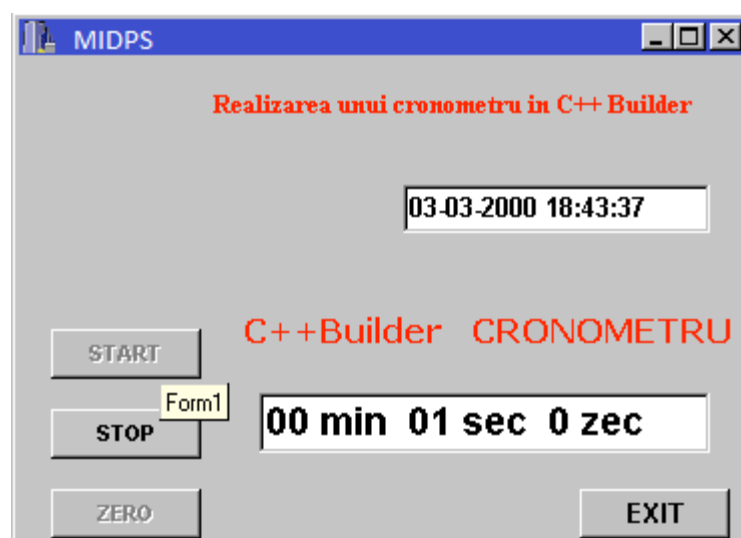 MIDPS
Realizarea unui cronometru in C++ Builder
03-03-2000 18:43:37
C++Builder CRONOMETRU
START
Form1
STOP
00 min 01 sec 0 zec
ZERO
EXIT